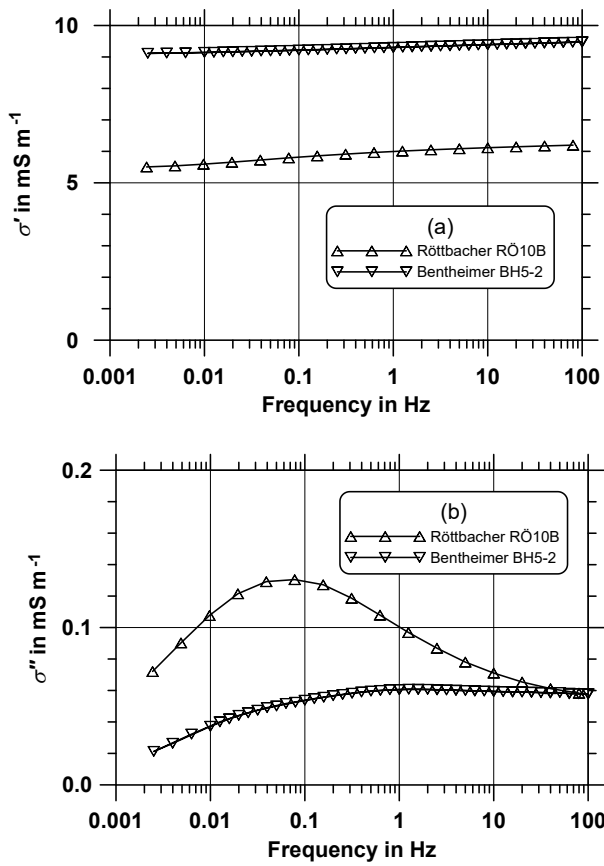 10
5
0
σ′ in mS m⁻¹
(a)
Röttbacher RÖ10B
Bentheimer BH5-2
0.001 0.01 0.1 1 10 100
Frequency in Hz
0.2
0.1
0.0
σ″ in mS m⁻¹
(b)
Röttbacher RÖ10B
Bentheimer BH5-2
0.001 0.01 0.1 1 10 100
Frequency in Hz